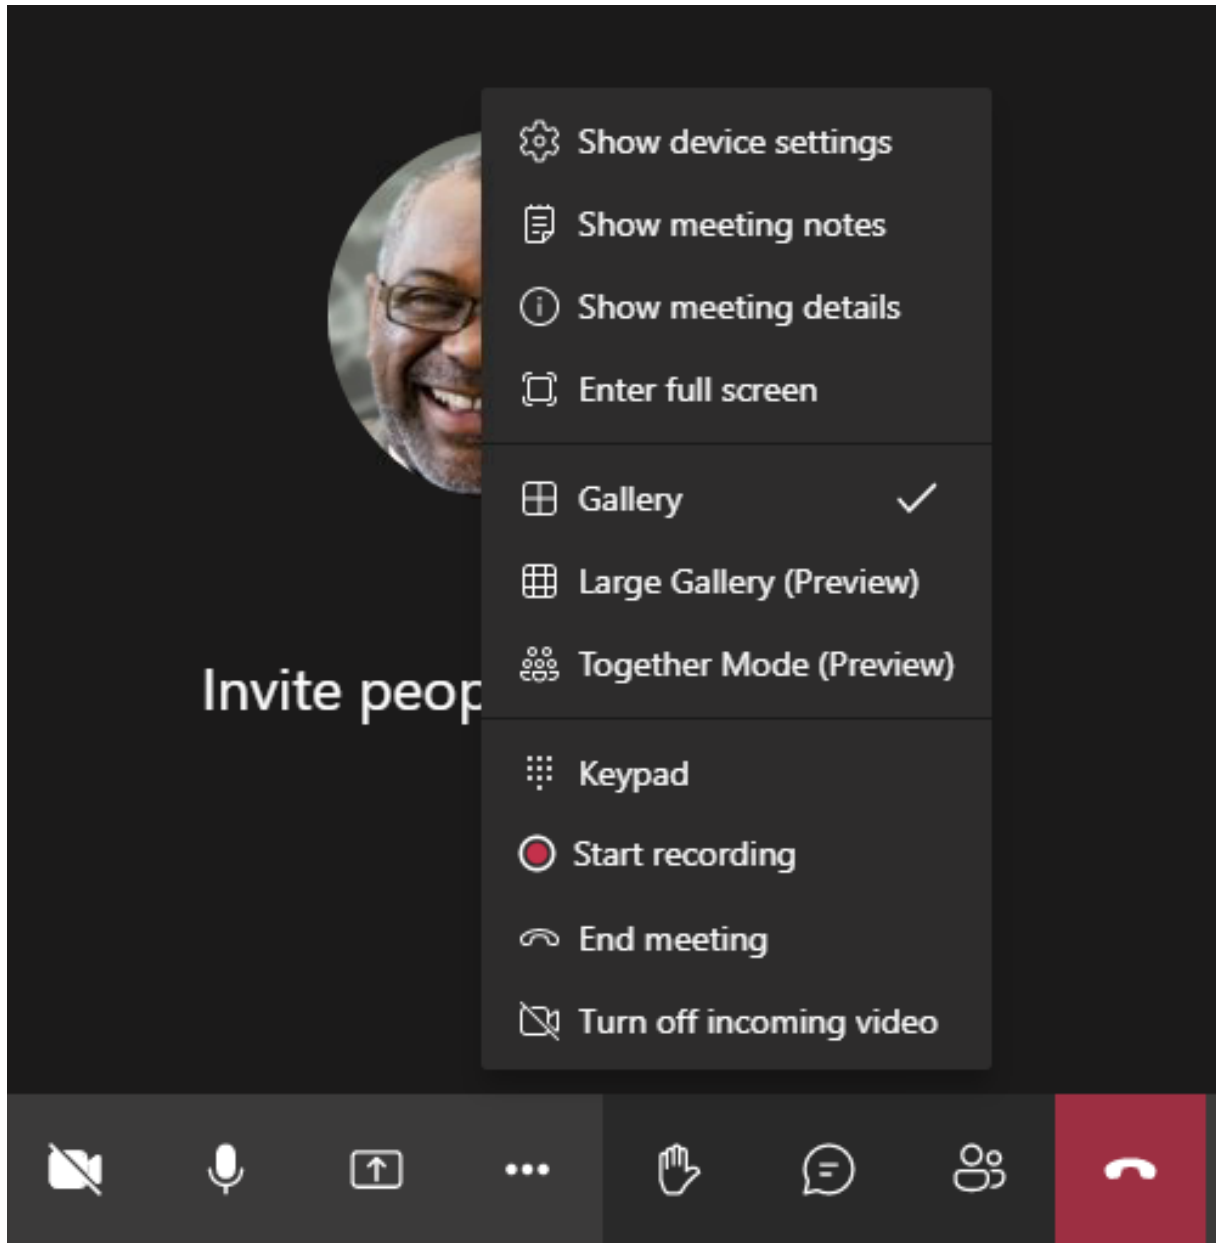 Show device settings
Show meeting notes
Show meeting details
Enter full screen
Gallery
Large Gallery (Preview)
Together Mode (Preview)
Invite
Keypad
Start recording
End meeting
Turn off incoming video